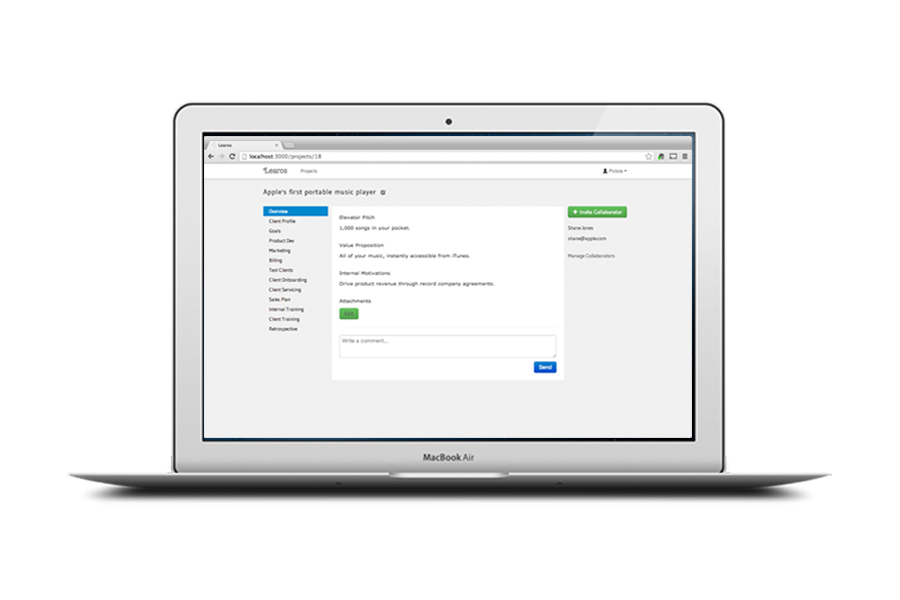 Learos
localhost:3000/projects/18
Learos
Projects
Apple's first portable music player
Overview
Client Profile
Goals
Product Dev
Marketing
Billing
Test Clients
Client Onboarding
Client Servicing
Sales Plan
Internal Training
Client Training
Retrospective
Elevator Pitch
1,000 songs in your pocket.
Value Proposition
All of your music, instantly accessible from iTunes.
Internal Motivations
Drive product revenue through record company agreements.
Attachments
Write a comment...
Send
+ Invite Collaborator
Shane Jones
shane@apple.com
Manage Collaborators
MacBook Air